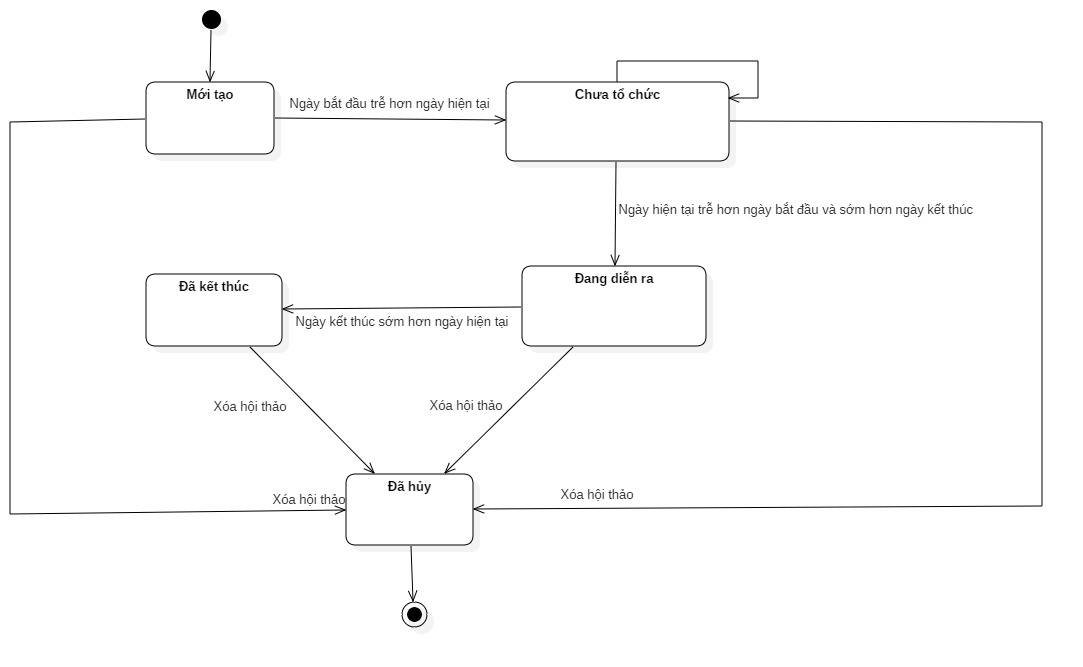 Mới tạo
Chưa tổ chức
Ngày bắt đầu trễ hơn ngày hiện tại
Ngày hiện tại trễ hơn ngày bắt đầu và sớm hơn ngày kết thúc
Đã kết thúc
Đang diễn ra
Ngày kết thúc sớm hơn ngày hiện tại
Xóa hội thảo
Xóa hội thảo
Đã hủy
Xóa hội thảo
Xóa hội thảo